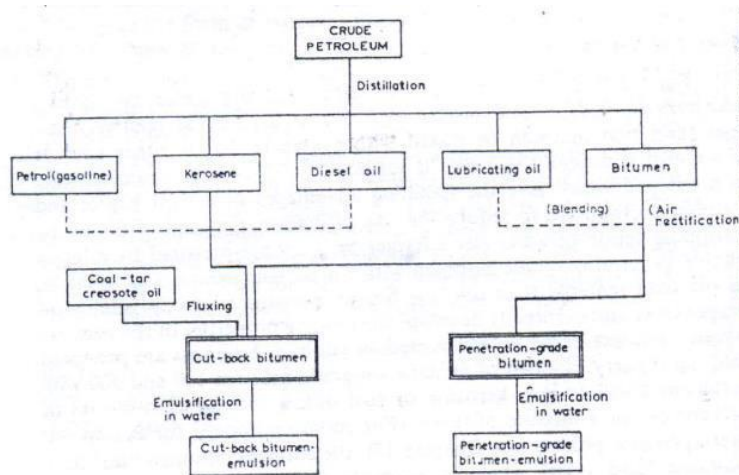 CRUDE
PETROLEUM
Distillation
Petrol(gasoline)
Kerosene
Diesel oil
Lubricating oil
Bitumen
(Blending)
(Air
rectification)
Coal-tar
creosote oil
Fluxing
Cut-back bitumen
Penetration-grade
bitumen
Emulsification
in water
Emulsification
in water
Cut-back bitumen-
emulsion
Penetration-grade
bitumen-emulsion